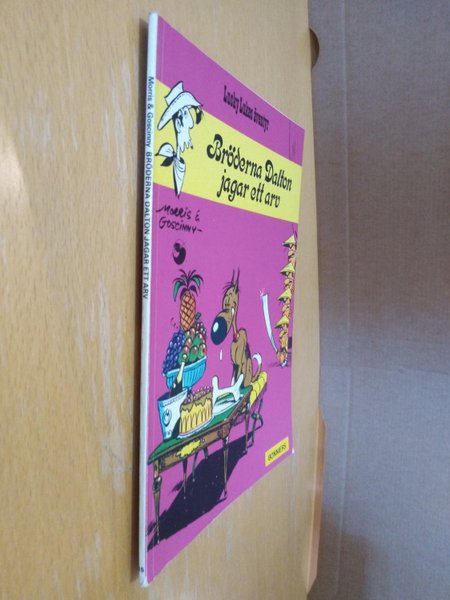 Morris & Goscinny BRÖDERNA DALTON JAGAR ETT ARV
Lucky Lukes äventyr
Bröderna Dalton
jagar ett arv
MORRIS &
GOSCINNY
BONNIERS